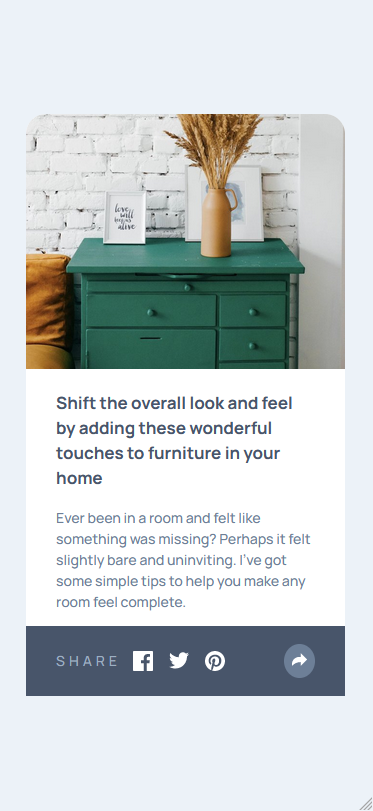 love
will
keep us
alive
Shift the overall look and feel
by adding these wonderful
touches to furniture in your
home
Ever been in a room and felt like
something was missing? Perhaps it felt
slightly bare and uninviting. I've got
some simple tips to help you make any
room feel complete.
SHARE